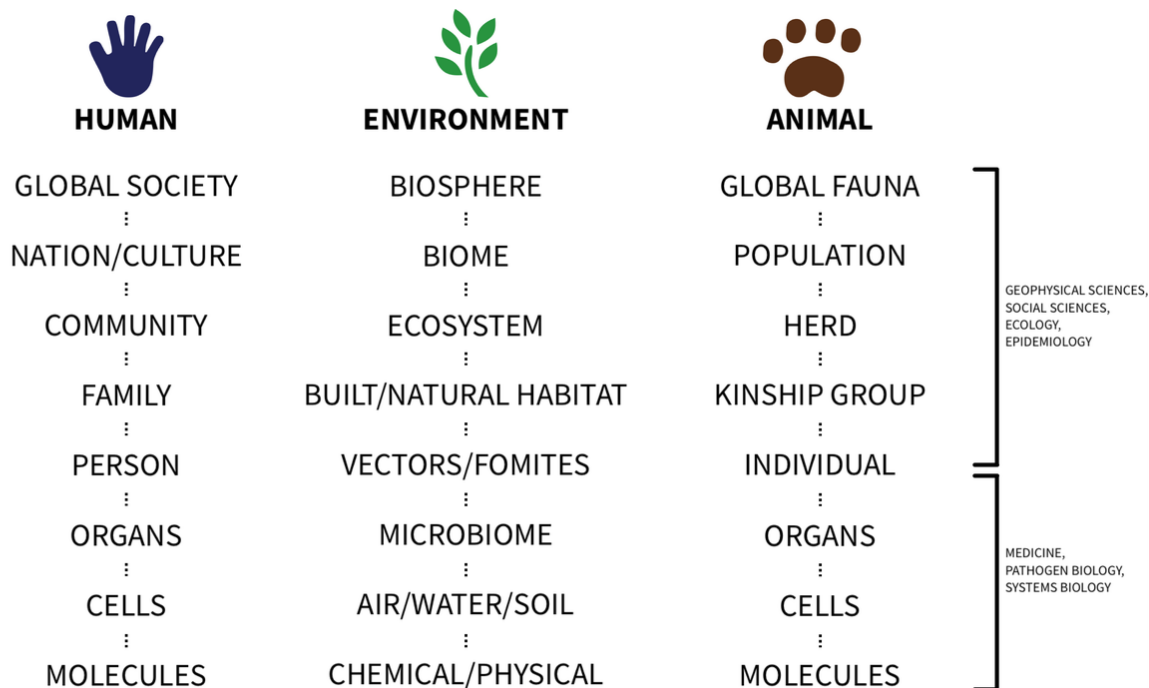 HUMAN ENVIRONMENT ANIMAL
GLOBAL SOCIETY BIOSPHERE GLOBAL FAUNA
NATION/CULTURE BIOME POPULATION
COMMUNITY ECOSYSTEM HERD
FAMILY BUILT/NATURAL HABITAT KINSHIP GROUP
PERSON VECTORS/FOMITES INDIVIDUAL
ORGANS MICROBIOME ORGANS
CELLS AIR/WATER/SOIL CELLS
MOLECULES CHEMICAL/PHYSICAL MOLECULES
GEOPHYSICAL SCIENCES,
SOCIAL SCIENCES,
ECOLOGY,
EPIDEMIOLOGY
MEDICINE,
PATHOGEN BIOLOGY,
SYSTEMS BIOLOGY